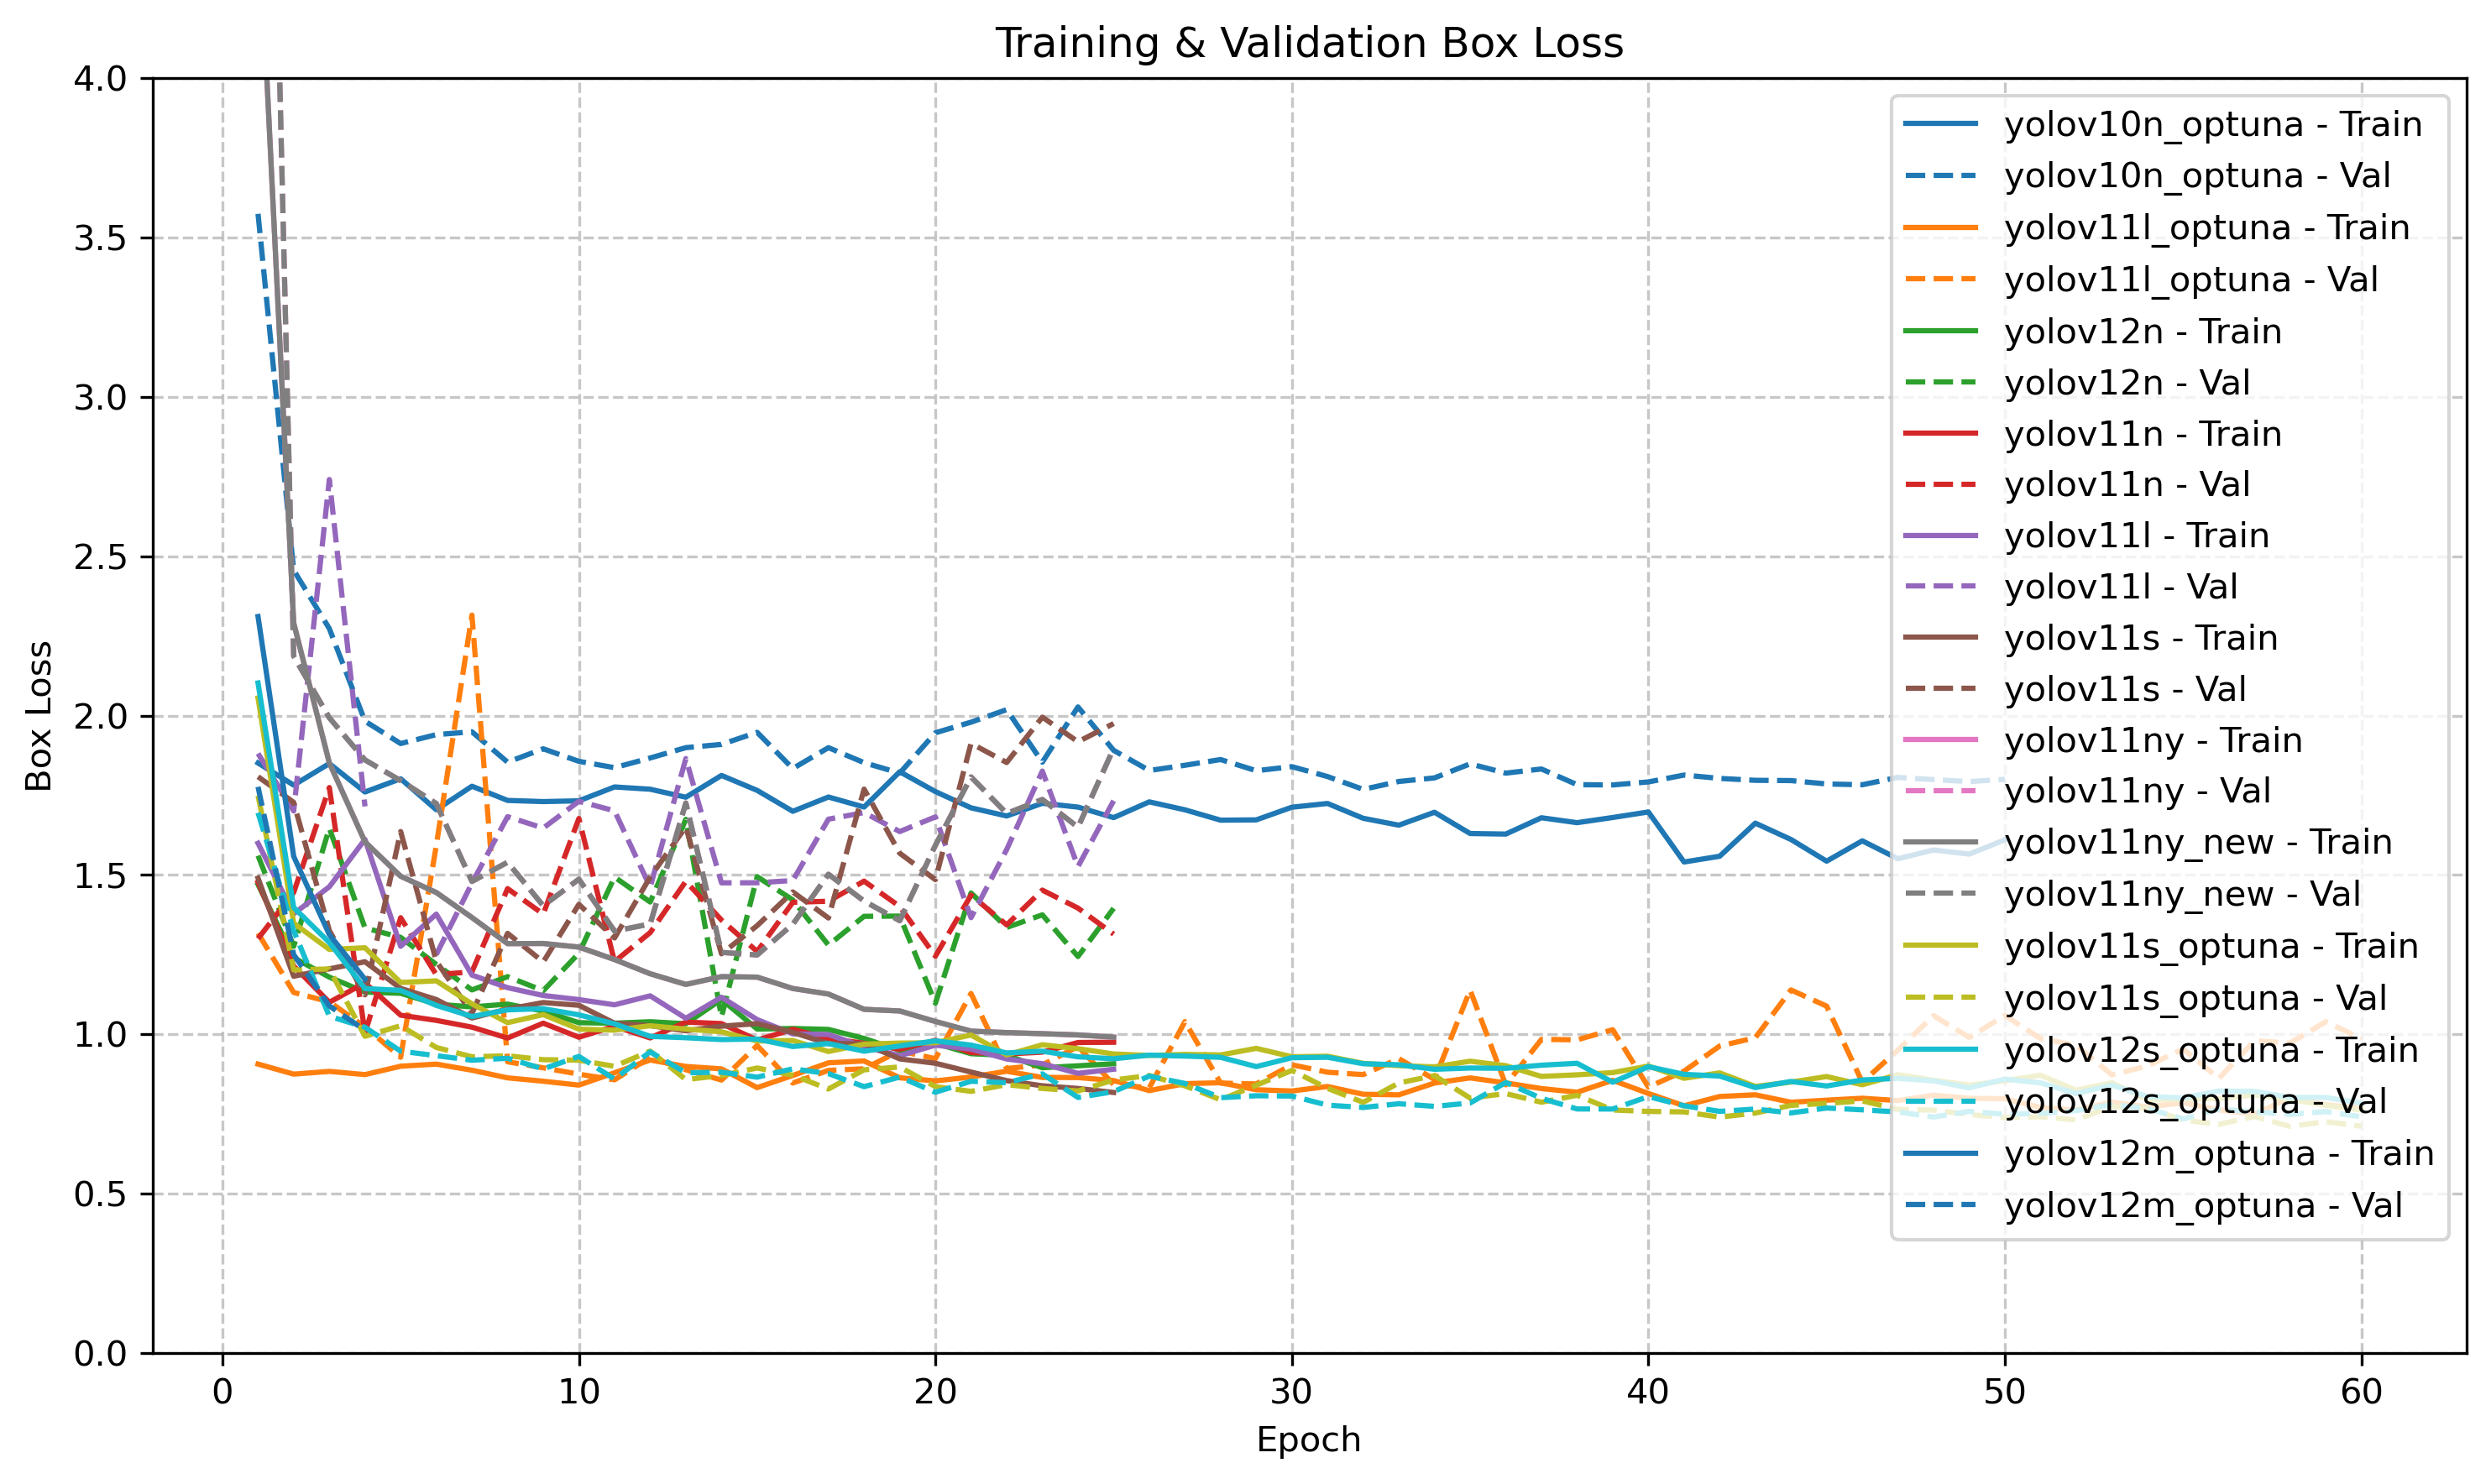 Training & Validation Box Loss
4.0
3.5
3.0
2.5
2.0
1.5
1.0
0.5
0.0
Box Loss
0
10
20
30
40
50
60
Epoch
yolov10n_optuna - Train
yolov10n_optuna - Val
yolov11l_optuna - Train
yolov11l_optuna - Val
yolov12n - Train
yolov12n - Val
yolov11n - Train
yolov11n - Val
yolov11l - Train
yolov11l - Val
yolov11s - Train
yolov11s - Val
yolov11ny - Train
yolov11ny - Val
yolov11ny_new - Train
yolov11ny_new - Val
yolov11s_optuna - Train
yolov11s_optuna - Val
yolov12s_optuna - Train
yolov12s_optuna - Val
yolov12m_optuna - Train
yolov12m_optuna - Val